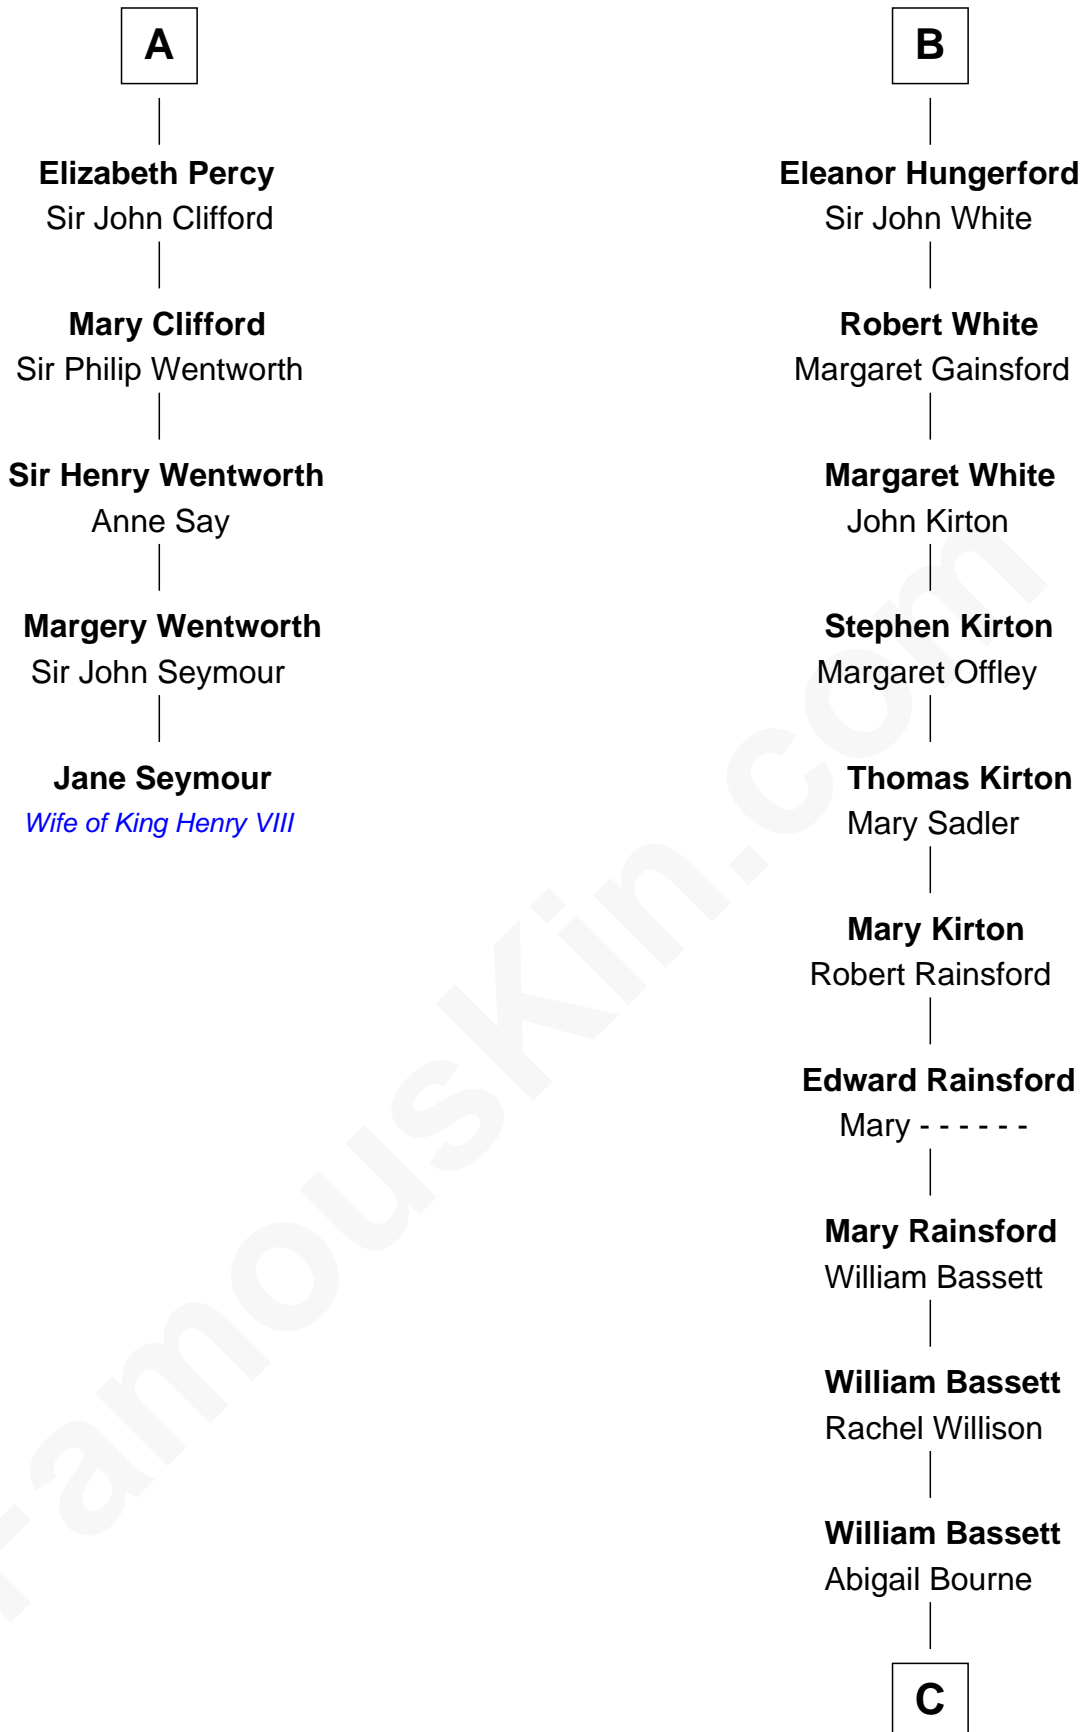 A
Elizabeth Percy
Sir John Clifford
Mary Clifford
Sir Philip Wentworth
Sir Henry Wentworth
Anne Say
Margery Wentworth
Sir John Seymour
Jane Seymour
Wife of King Henry VIII
B
Eleanor Hungerford
Sir John White
Robert White
Margaret Gainsford
Margaret White
John Kirton
Stephen Kirton
Margaret Offley
Thomas Kirton
Mary Sadler
Mary Kirton
Robert Rainsford
Edward Rainsford
Mary - - - - - -
Mary Rainsford
William Bassett
William Bassett
Rachel Willison
William Bassett
Abigail Bourne
C
FamousKin.com